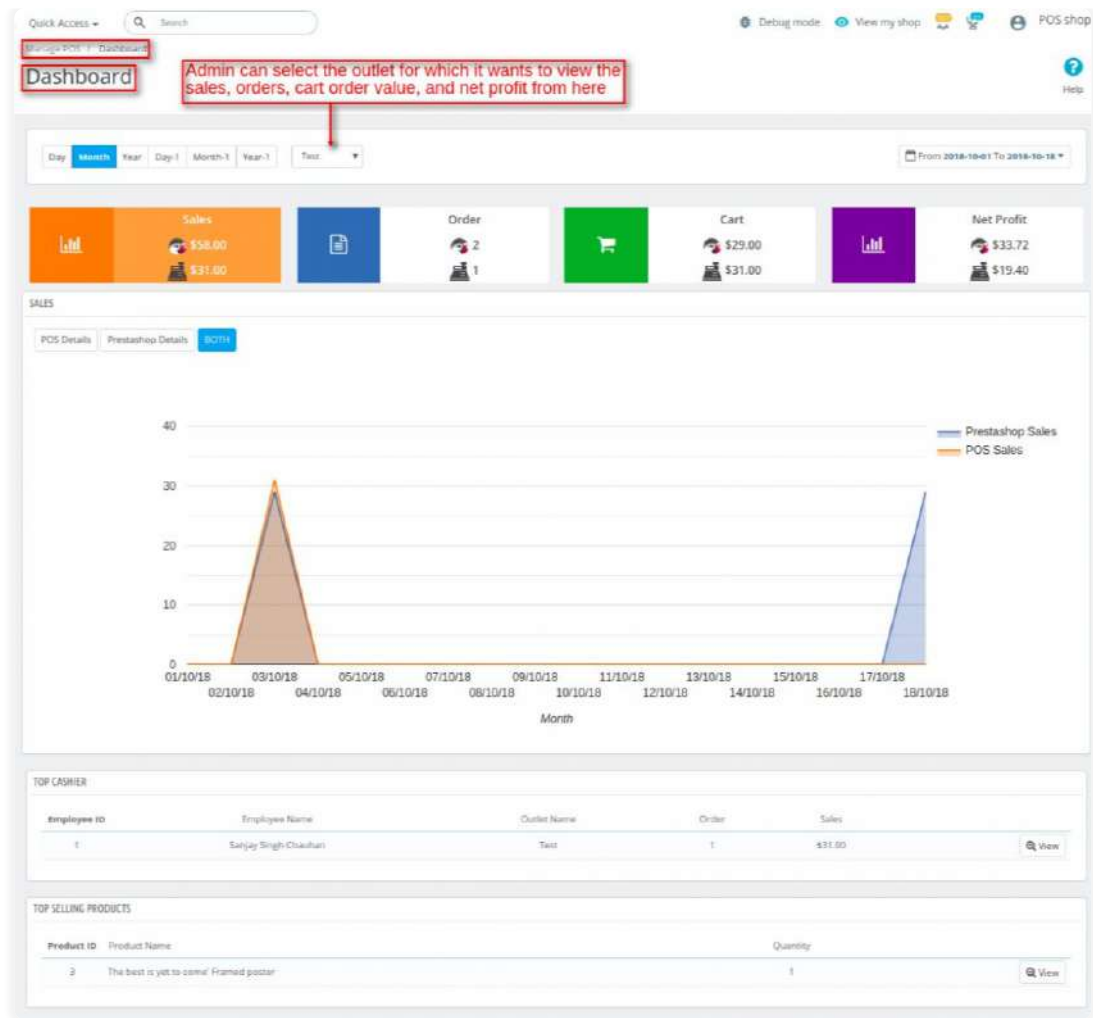 Quick Access
Search
Debug mode
View my shop
POS shop
Manage POS / Dashboard
Dashboard
Admin can select the outlet for which it wants to view the
sales, orders, cart order value, and net profit from here
Help
Day Month Year Day-1 Month-1 Year-1
Test
From 2018-10-01 To 2018-10-18
Sales
$58.00
$31.00
Order
2
1
Cart
$29.00
$31.00
Net Profit
$33.72
$19.40
SALES
POS Details Prestashop Details BOTH
40
30
20
10
0
Prestashop Sales
POS Sales
01/10/18 03/10/18 05/10/18 07/10/18 09/10/18 11/10/18 13/10/18 15/10/18 17/10/18
02/10/18 04/10/18 06/10/18 08/10/18 10/10/18 12/10/18 14/10/18 16/10/18 18/10/18
Month
TOP CASHIER
Employee ID Employee Name Outlet Name Order Sales
1 Sanjay Singh Chauhan Test 1 $31.00 View
TOP SELLING PRODUCTS
Product ID Product Name Quantity
3 The best is yet to come' Framed poster 1 View